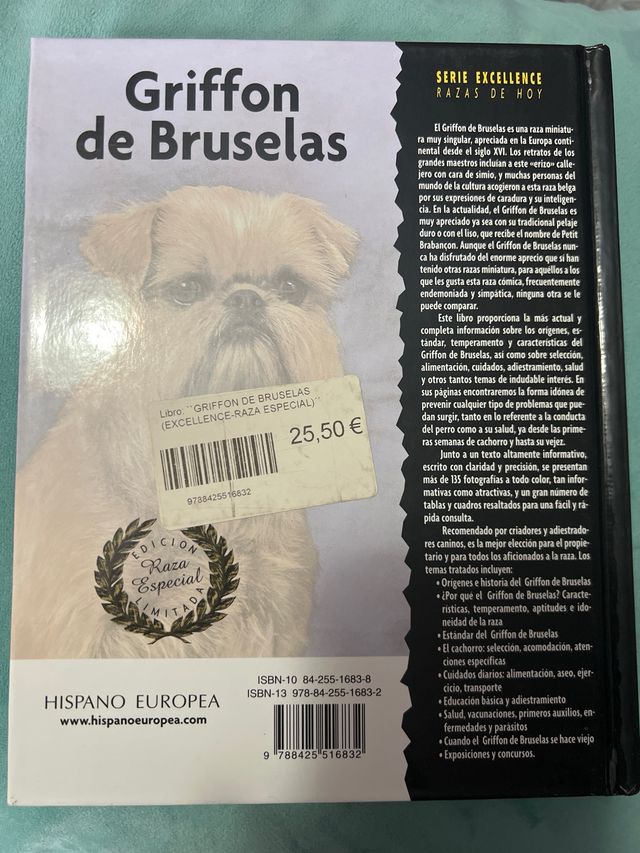 Griffon
de Bruselas
Libro: ``GRIFFON DE BRUSELAS
(EXCELLENCE-RAZA ESPECIAL)´´
25,50 €
9788425516832
EDICION
Raza
Especial
LIMITADA
HISPANO EUROPEA
www.hispanoeuropea.com
ISBN-10 84-255-1683-8
ISBN-13 978-84-255-1683-2
9 788425 516832
SERIE EXCELLENCE
RAZAS DE HOY
El Griffon de Bruselas es una raza miniatu-
ra muy singular, apreciada en la Europa conti-
nental desde el siglo XVI. Los retratos de los
grandes maestros incluían a este «erizo» calle-
jero con cara de simio, y muchas personas del
mundo de la cultura acogieron a esta raza belga
por sus expresiones de caradura y su inteligen-
cia. En la actualidad, el Griffon de Bruselas es
muy apreciado ya sea con su tradicional pelaje
duro o con el liso, que recibe el nombre de Petit
Brabançon. Aunque el Griffon de Bruselas nun-
ca ha disfrutado del enorme aprecio que sí han
tenido otras razas miniatura, para aquéllos a los
que les gusta esta raza cómica, frecuentemente
endemoniada y simpática, ninguna otra se le
puede comparar.
Este libro proporciona la más actual y
completa información sobre los orígenes, es-
tándar, temperamento y características del
Griffon de Bruselas, así como sobre selección,
alimentación, cuidados, adiestramiento, salud
y otros tantos temas de indudable interés. En
sus páginas encontraremos la forma idónea de
prevenir cualquier tipo de problemas que pue-
dan surgir, tanto en lo referente a la conducta
del perro como a su salud, ya desde las prime-
ras semanas de cachorro y hasta su vejez.
Junto a un texto altamente informativo,
escrito con claridad y precisión, se presentan
más de 135 fotografías a todo color, tan infor-
mativas como atractivas, y un gran número de
tablas y cuadros resaltados para una fácil y rá-
pida consulta.
Recomendado por criadores y adiestrado-
res caninos, es la mejor elección para el propie-
tario y para todos los aficionados a la raza. Los
temas tratados incluyen:
• Orígenes e historia del Griffon de Bruselas
• ¿Por qué el Griffon de Bruselas? Caracte-
rísticas, temperamento, aptitudes e ido-
neidad de la raza
• Estándar del Griffon de Bruselas
• El cachorro: selección, acomodación, aten-
ciones específicas
• Cuidados diarios: alimentación, aseo, ejer-
cicio, transporte
• Educación básica y adiestramiento
• Salud, vacunaciones, primeros auxilios, en-
fermedades y parásitos
• Cuando el Griffon de Bruselas se hace viejo
• Exposiciones y concursos.